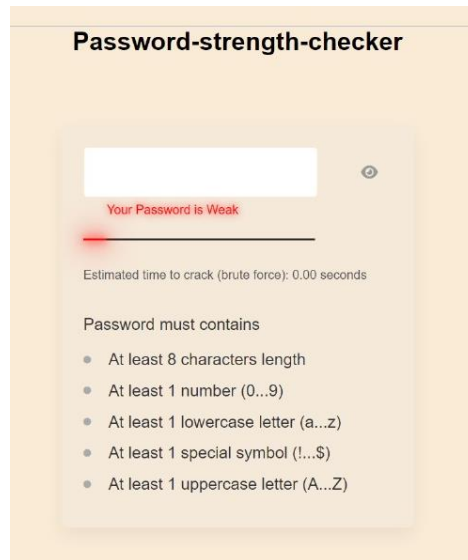 Password-strength-checker
Your Password is Weak
Estimated time to crack (brute force): 0.00 seconds
Password must contains
At least 8 characters length
At least 1 number (0...9)
At least 1 lowercase letter (a...z)
At least 1 special symbol (!...$)
At least 1 uppercase letter (A...Z)